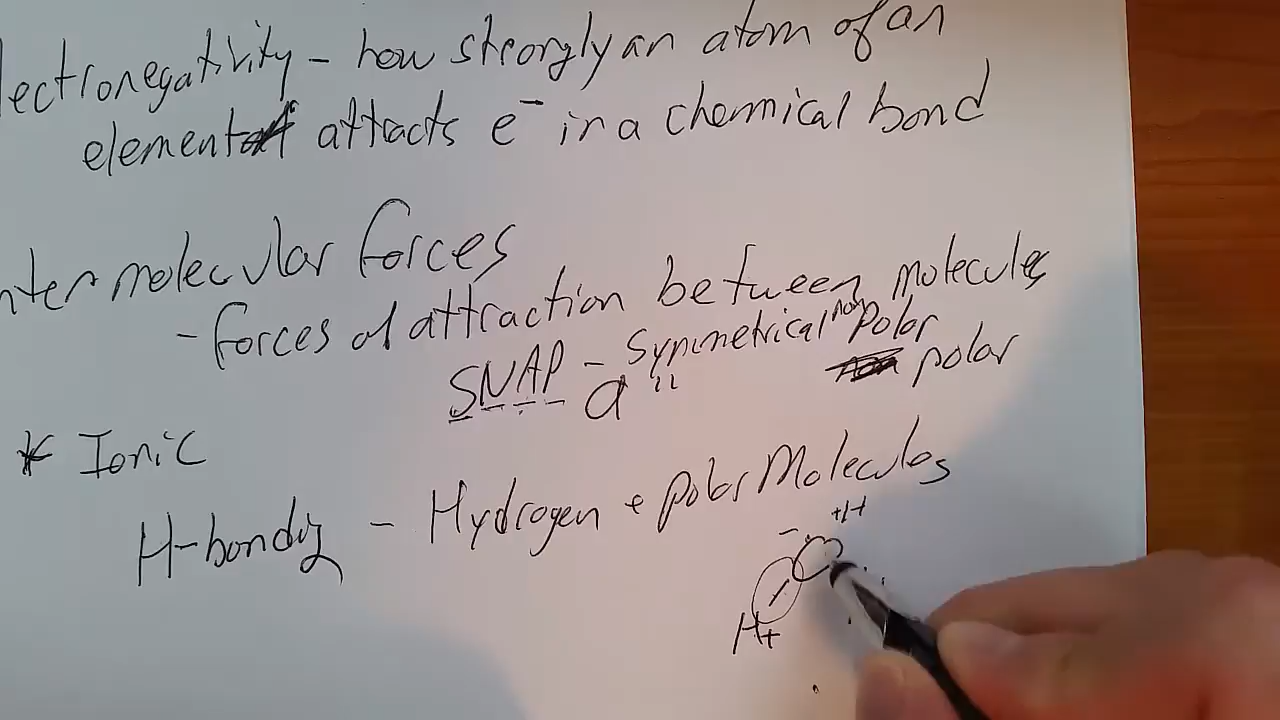 lectronegativity - how strongly an atom of an
element attracts e⁻ in a chemical bond
nter molecular forces
- forces of attraction between molecules
SNAP - Symmetrical non polar
a " polar
* Ionic
H-bondig - Hydrogen + polar Molecules
- +H
H+